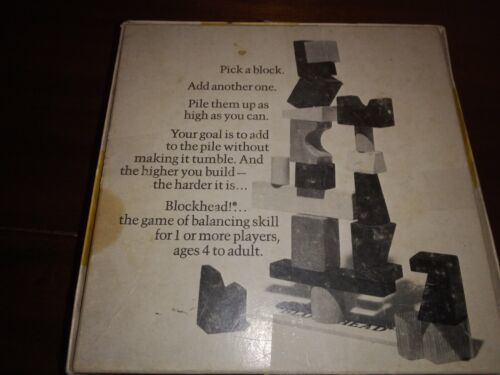 Pick a block.
Add another one.
Pile them up as
high as you can.
Your goal is to add
to the pile without
making it tumble. And
the higher you build—
the harder it is...
Blockhead!®...
the game of balancing skill
for 1 or more players,
ages 4 to adult.